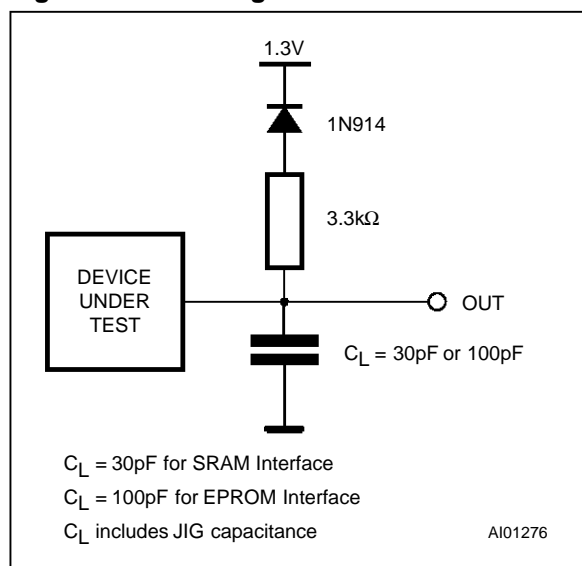 1.3V
1N914
3.3kΩ
DEVICE
UNDER
TEST
OUT
CL = 30pF or 100pF
CL = 30pF for SRAM Interface
CL = 100pF for EPROM Interface
CL includes JIG capacitance
AI01276